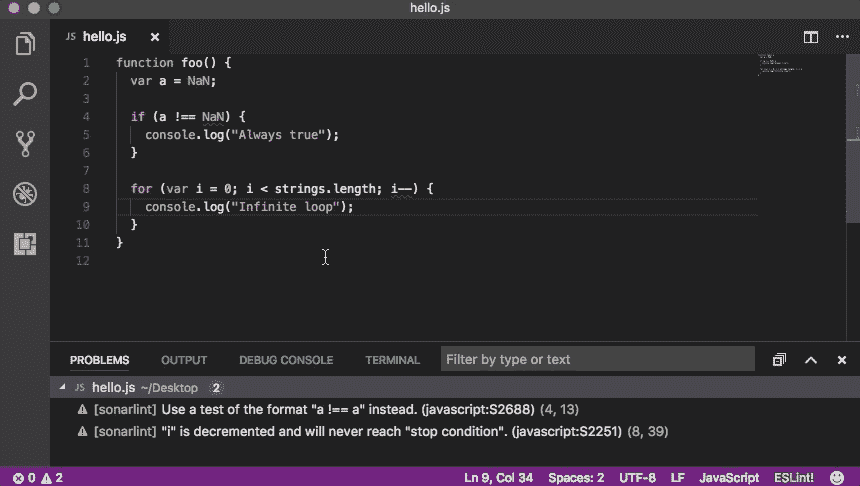 hello.js
JS hello.js ×
1 function foo() {
2 var a = NaN;
3
4 if (a !== NaN) {
5 console.log("Always true");
6 }
7
8 for (var i = 0; i < strings.length; i--) {
9 console.log("Infinite loop");
10 }
11 }
12
PROBLEMS OUTPUT DEBUG CONSOLE TERMINAL Filter by type or text
JS hello.js ~/Desktop 2
[sonarlint] Use a test of the format "a !== a" instead. (javascript:S2688) (4, 13)
[sonarlint] "i" is decremented and will never reach "stop condition". (javascript:S2251) (8, 39)
0 2 Ln 9, Col 34 Spaces: 2 UTF-8 LF JavaScript ESLint!